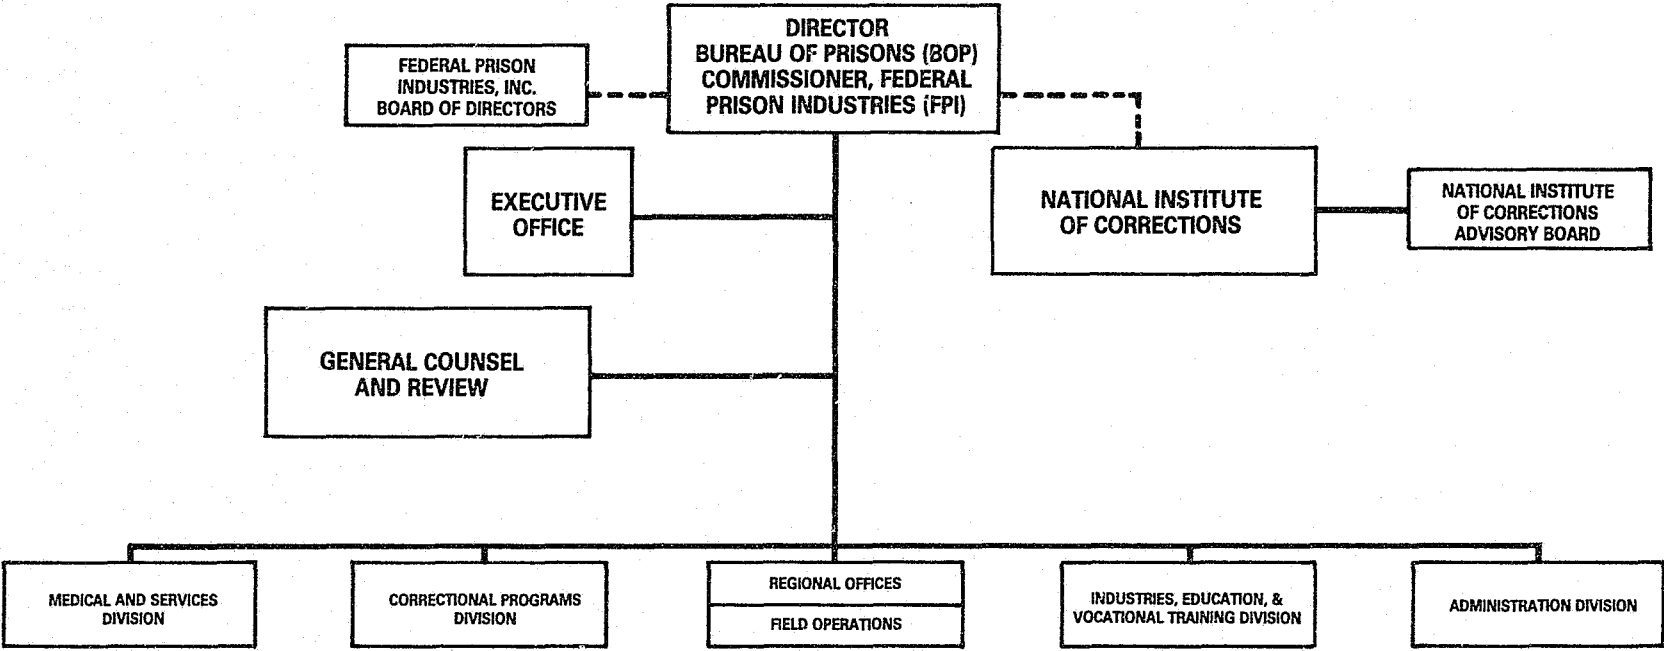 DIRECTOR
BUREAU OF PRISONS (BOP)
COMMISSIONER, FEDERAL
PRISON INDUSTRIES (FPI)
FEDERAL PRISON
INDUSTRIES, INC.
BOARD OF DIRECTORS
EXECUTIVE
OFFICE
NATIONAL INSTITUTE
OF CORRECTIONS
NATIONAL INSTITUTE
OF CORRECTIONS
ADVISORY BOARD
GENERAL COUNSEL
AND REVIEW
MEDICAL AND SERVICES
DIVISION
CORRECTIONAL PROGRAMS
DIVISION
REGIONAL OFFICES
FIELD OPERATIONS
INDUSTRIES, EDUCATION, &
VOCATIONAL TRAINING DIVISION
ADMINISTRATION DIVISION